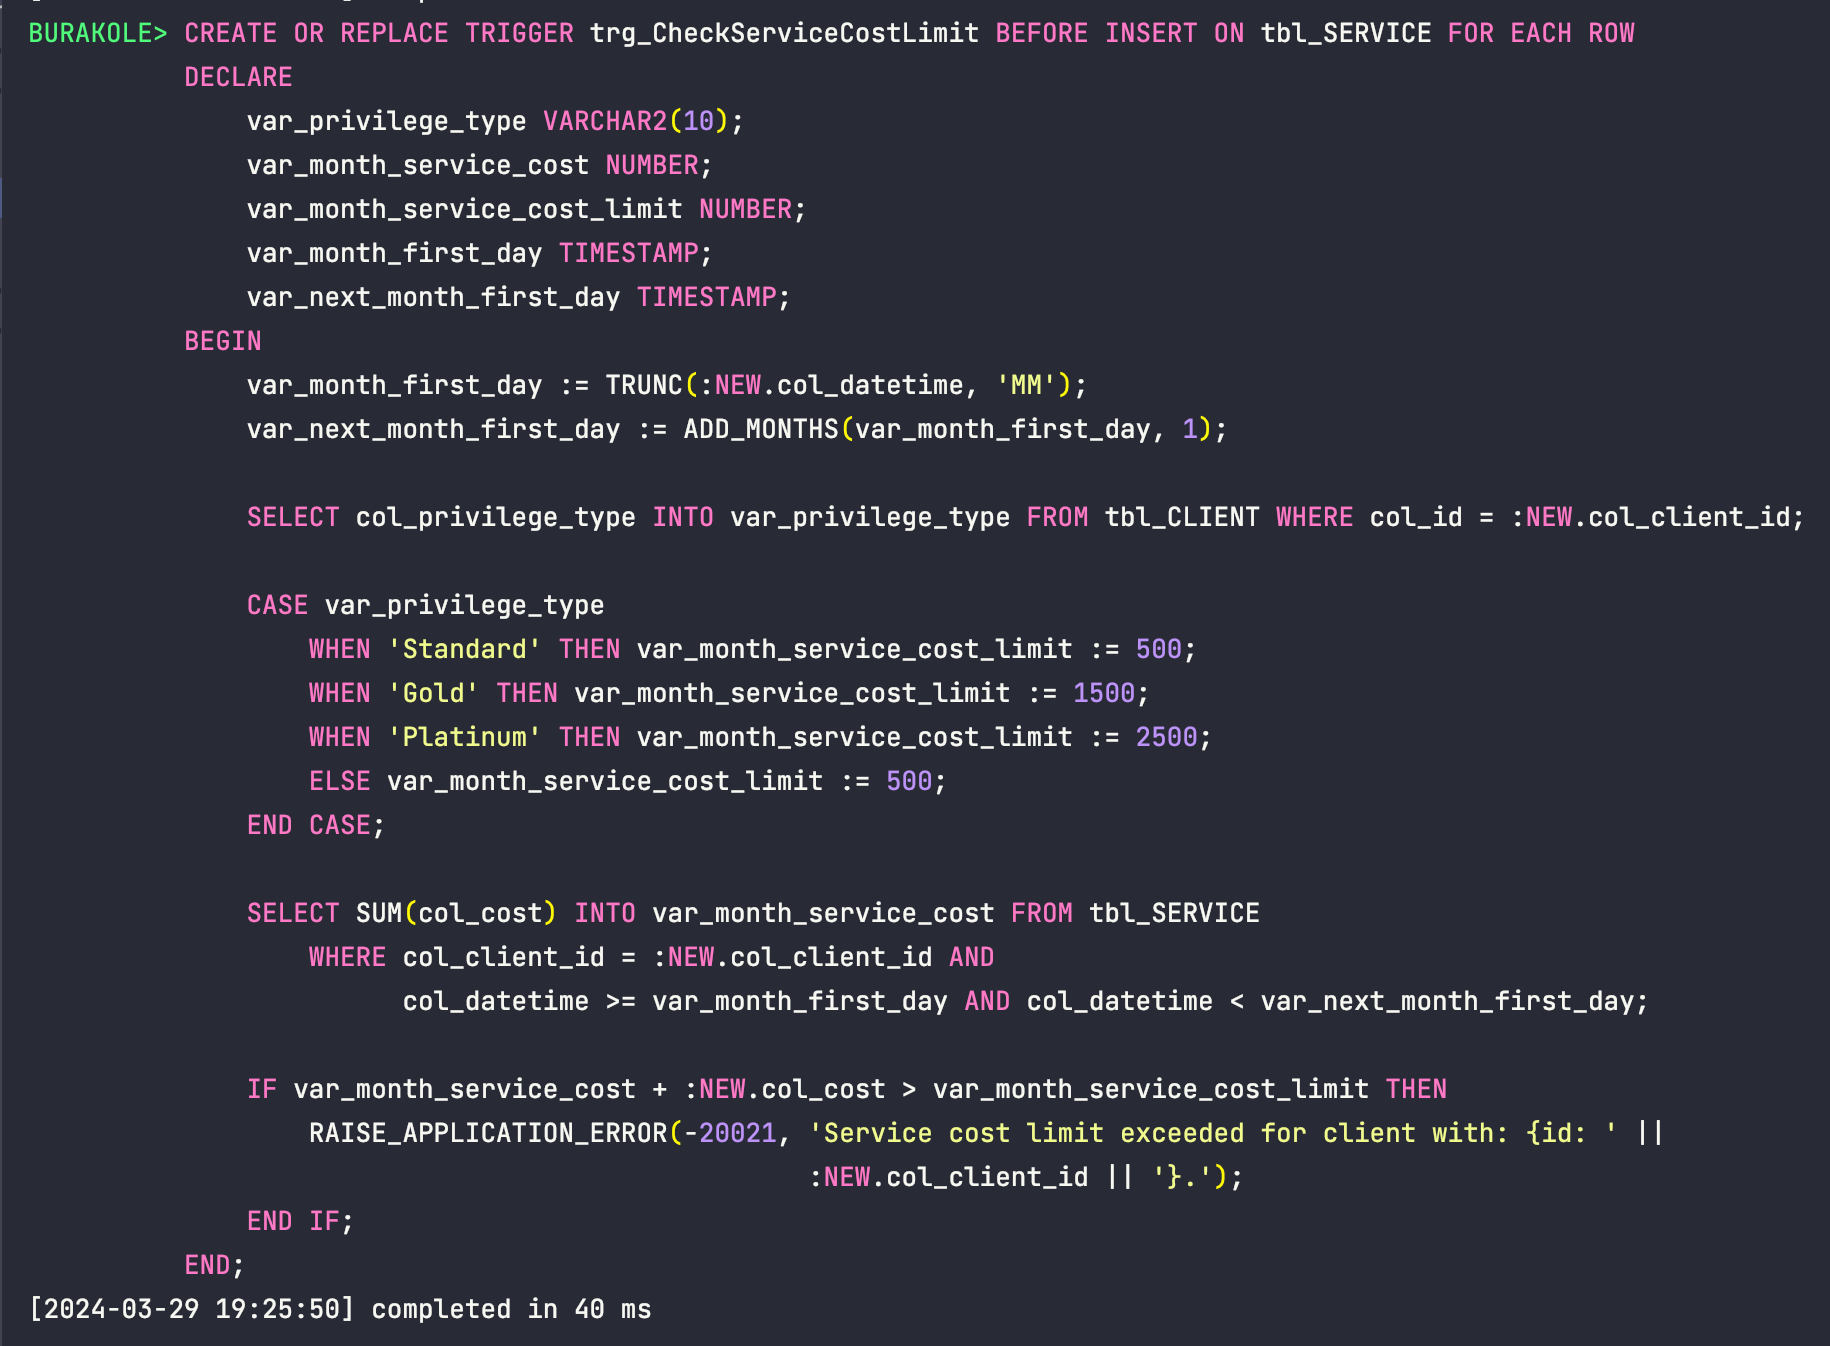 BURAKOLE> CREATE OR REPLACE TRIGGER trg_CheckServiceCostLimit BEFORE INSERT ON tbl_SERVICE FOR EACH ROW
DECLARE
var_privilege_type VARCHAR2(10);
var_month_service_cost NUMBER;
var_month_service_cost_limit NUMBER;
var_month_first_day TIMESTAMP;
var_next_month_first_day TIMESTAMP;
BEGIN
var_month_first_day := TRUNC(:NEW.col_datetime, 'MM');
var_next_month_first_day := ADD_MONTHS(var_month_first_day, 1);
SELECT col_privilege_type INTO var_privilege_type FROM tbl_CLIENT WHERE col_id = :NEW.col_client_id;
CASE var_privilege_type
WHEN 'Standard' THEN var_month_service_cost_limit := 500;
WHEN 'Gold' THEN var_month_service_cost_limit := 1500;
WHEN 'Platinum' THEN var_month_service_cost_limit := 2500;
ELSE var_month_service_cost_limit := 500;
END CASE;
SELECT SUM(col_cost) INTO var_month_service_cost FROM tbl_SERVICE
WHERE col_client_id = :NEW.col_client_id AND
col_datetime >= var_month_first_day AND col_datetime < var_next_month_first_day;
IF var_month_service_cost + :NEW.col_cost > var_month_service_cost_limit THEN
RAISE_APPLICATION_ERROR(-20021, 'Service cost limit exceeded for client with: {id: ' ||
:NEW.col_client_id || '}.');
END IF;
END;
[2024-03-29 19:25:50] completed in 40 ms